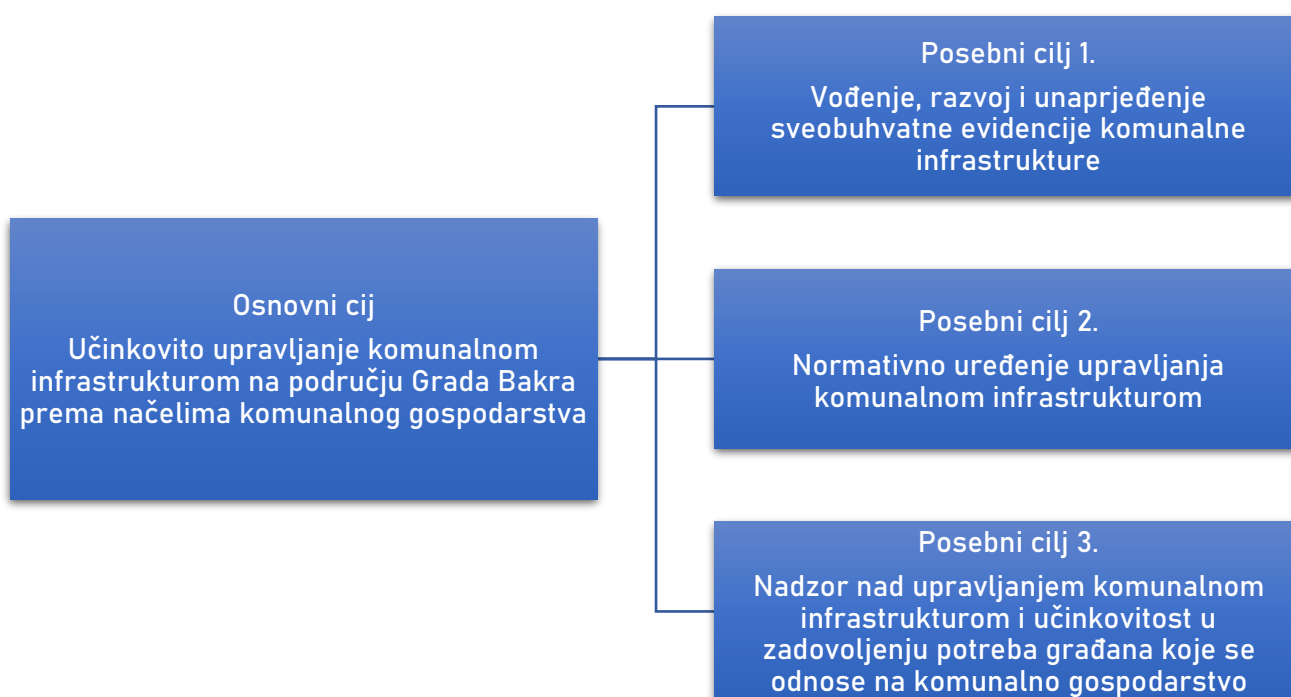 Osnovni cij
Učinkovito upravljanje komunalnom
infrastrukturom na području Grada Bakra
prema načelima komunalnog gospodarstva
Posebni cilj 1.
Vođenje, razvoj i unaprjeđenje
sveobuhvatne evidencije komunalne
infrastrukture
Posebni cilj 2.
Normativno uređenje upravljanja
komunalnom infrastrukturom
Posebni cilj 3.
Nadzor nad upravljanjem komunalnom
infrastrukturom i učinkovitost u
zadovoljenju potreba građana koje se
odnose na komunalno gospodarstvo